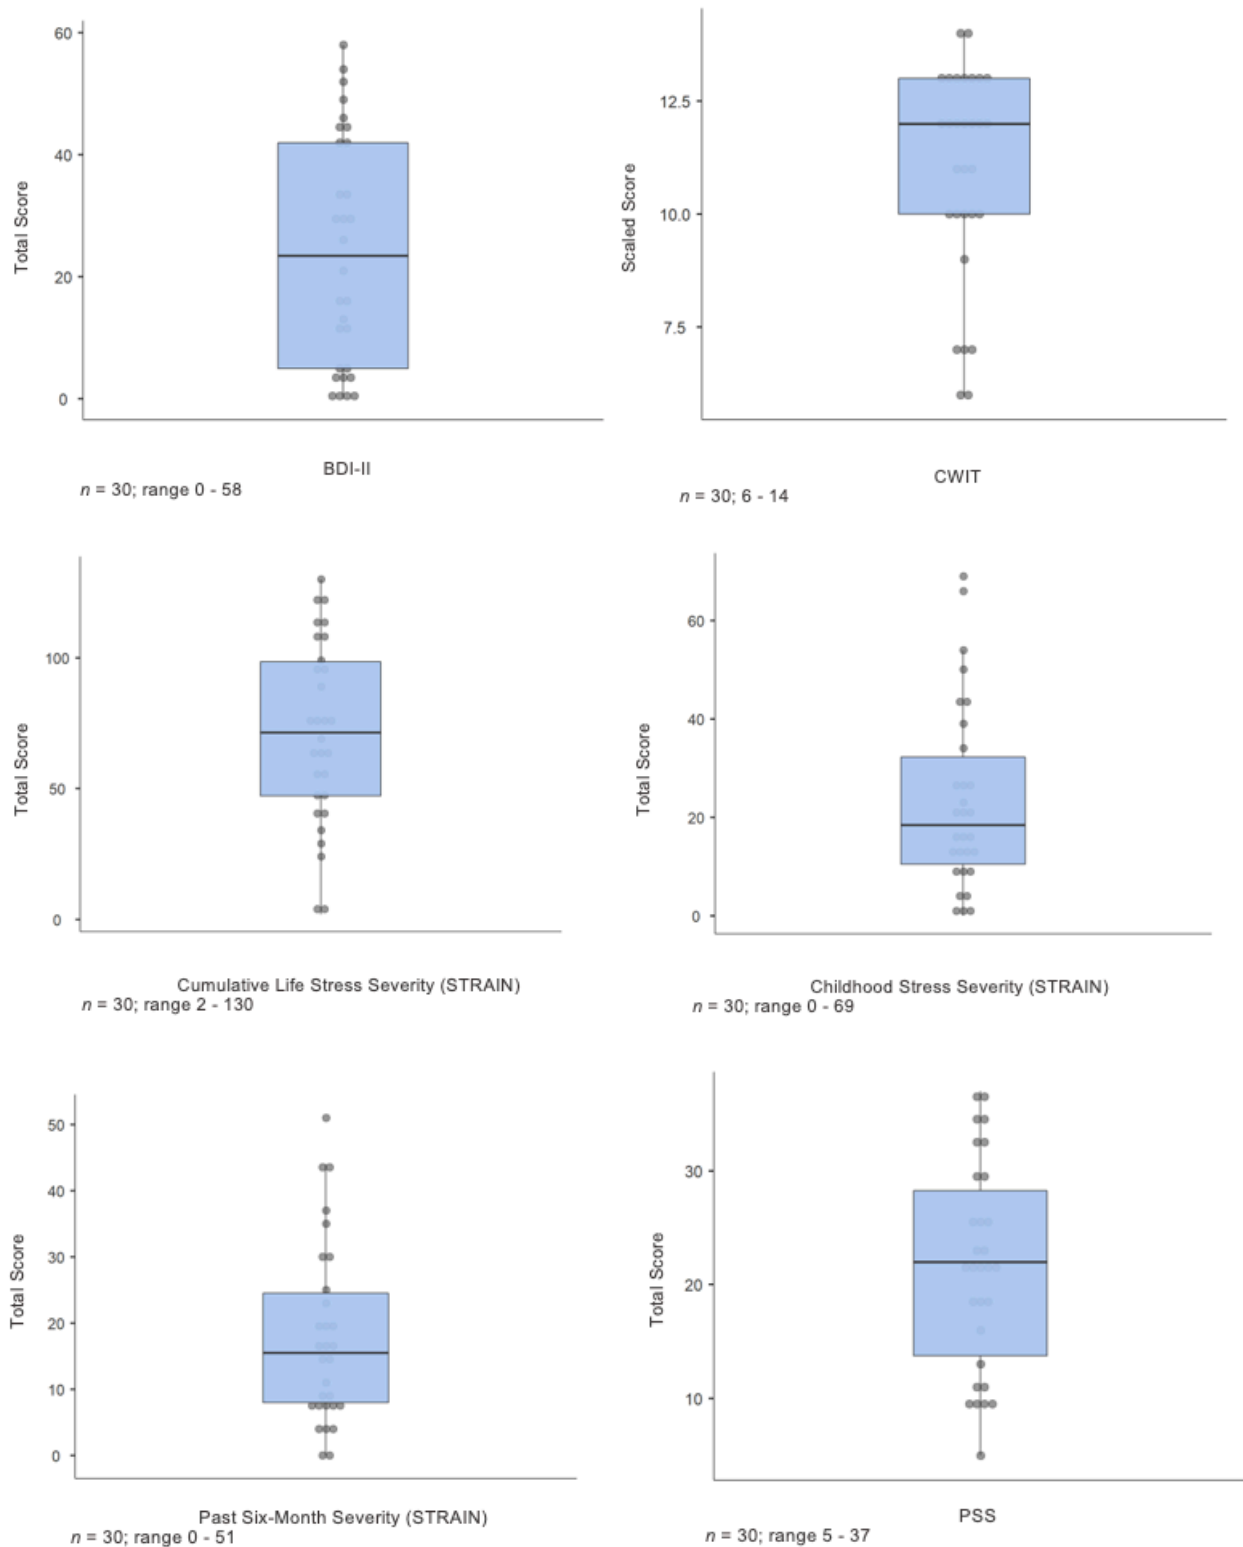 60
40
20
0
Total Score
BDI-II
n = 30; range 0 - 58
12.5
10.0
7.5
Scaled Score
CWIT
n = 30; 6 - 14
100
50
0
Total Score
Cumulative Life Stress Severity (STRAIN)
n = 30; range 2 - 130
60
40
20
0
Total Score
Childhood Stress Severity (STRAIN)
n = 30; range 0 - 69
50
40
30
20
10
0
Total Score
Past Six-Month Severity (STRAIN)
n = 30; range 0 - 51
30
20
10
Total Score
PSS
n = 30; range 5 - 37